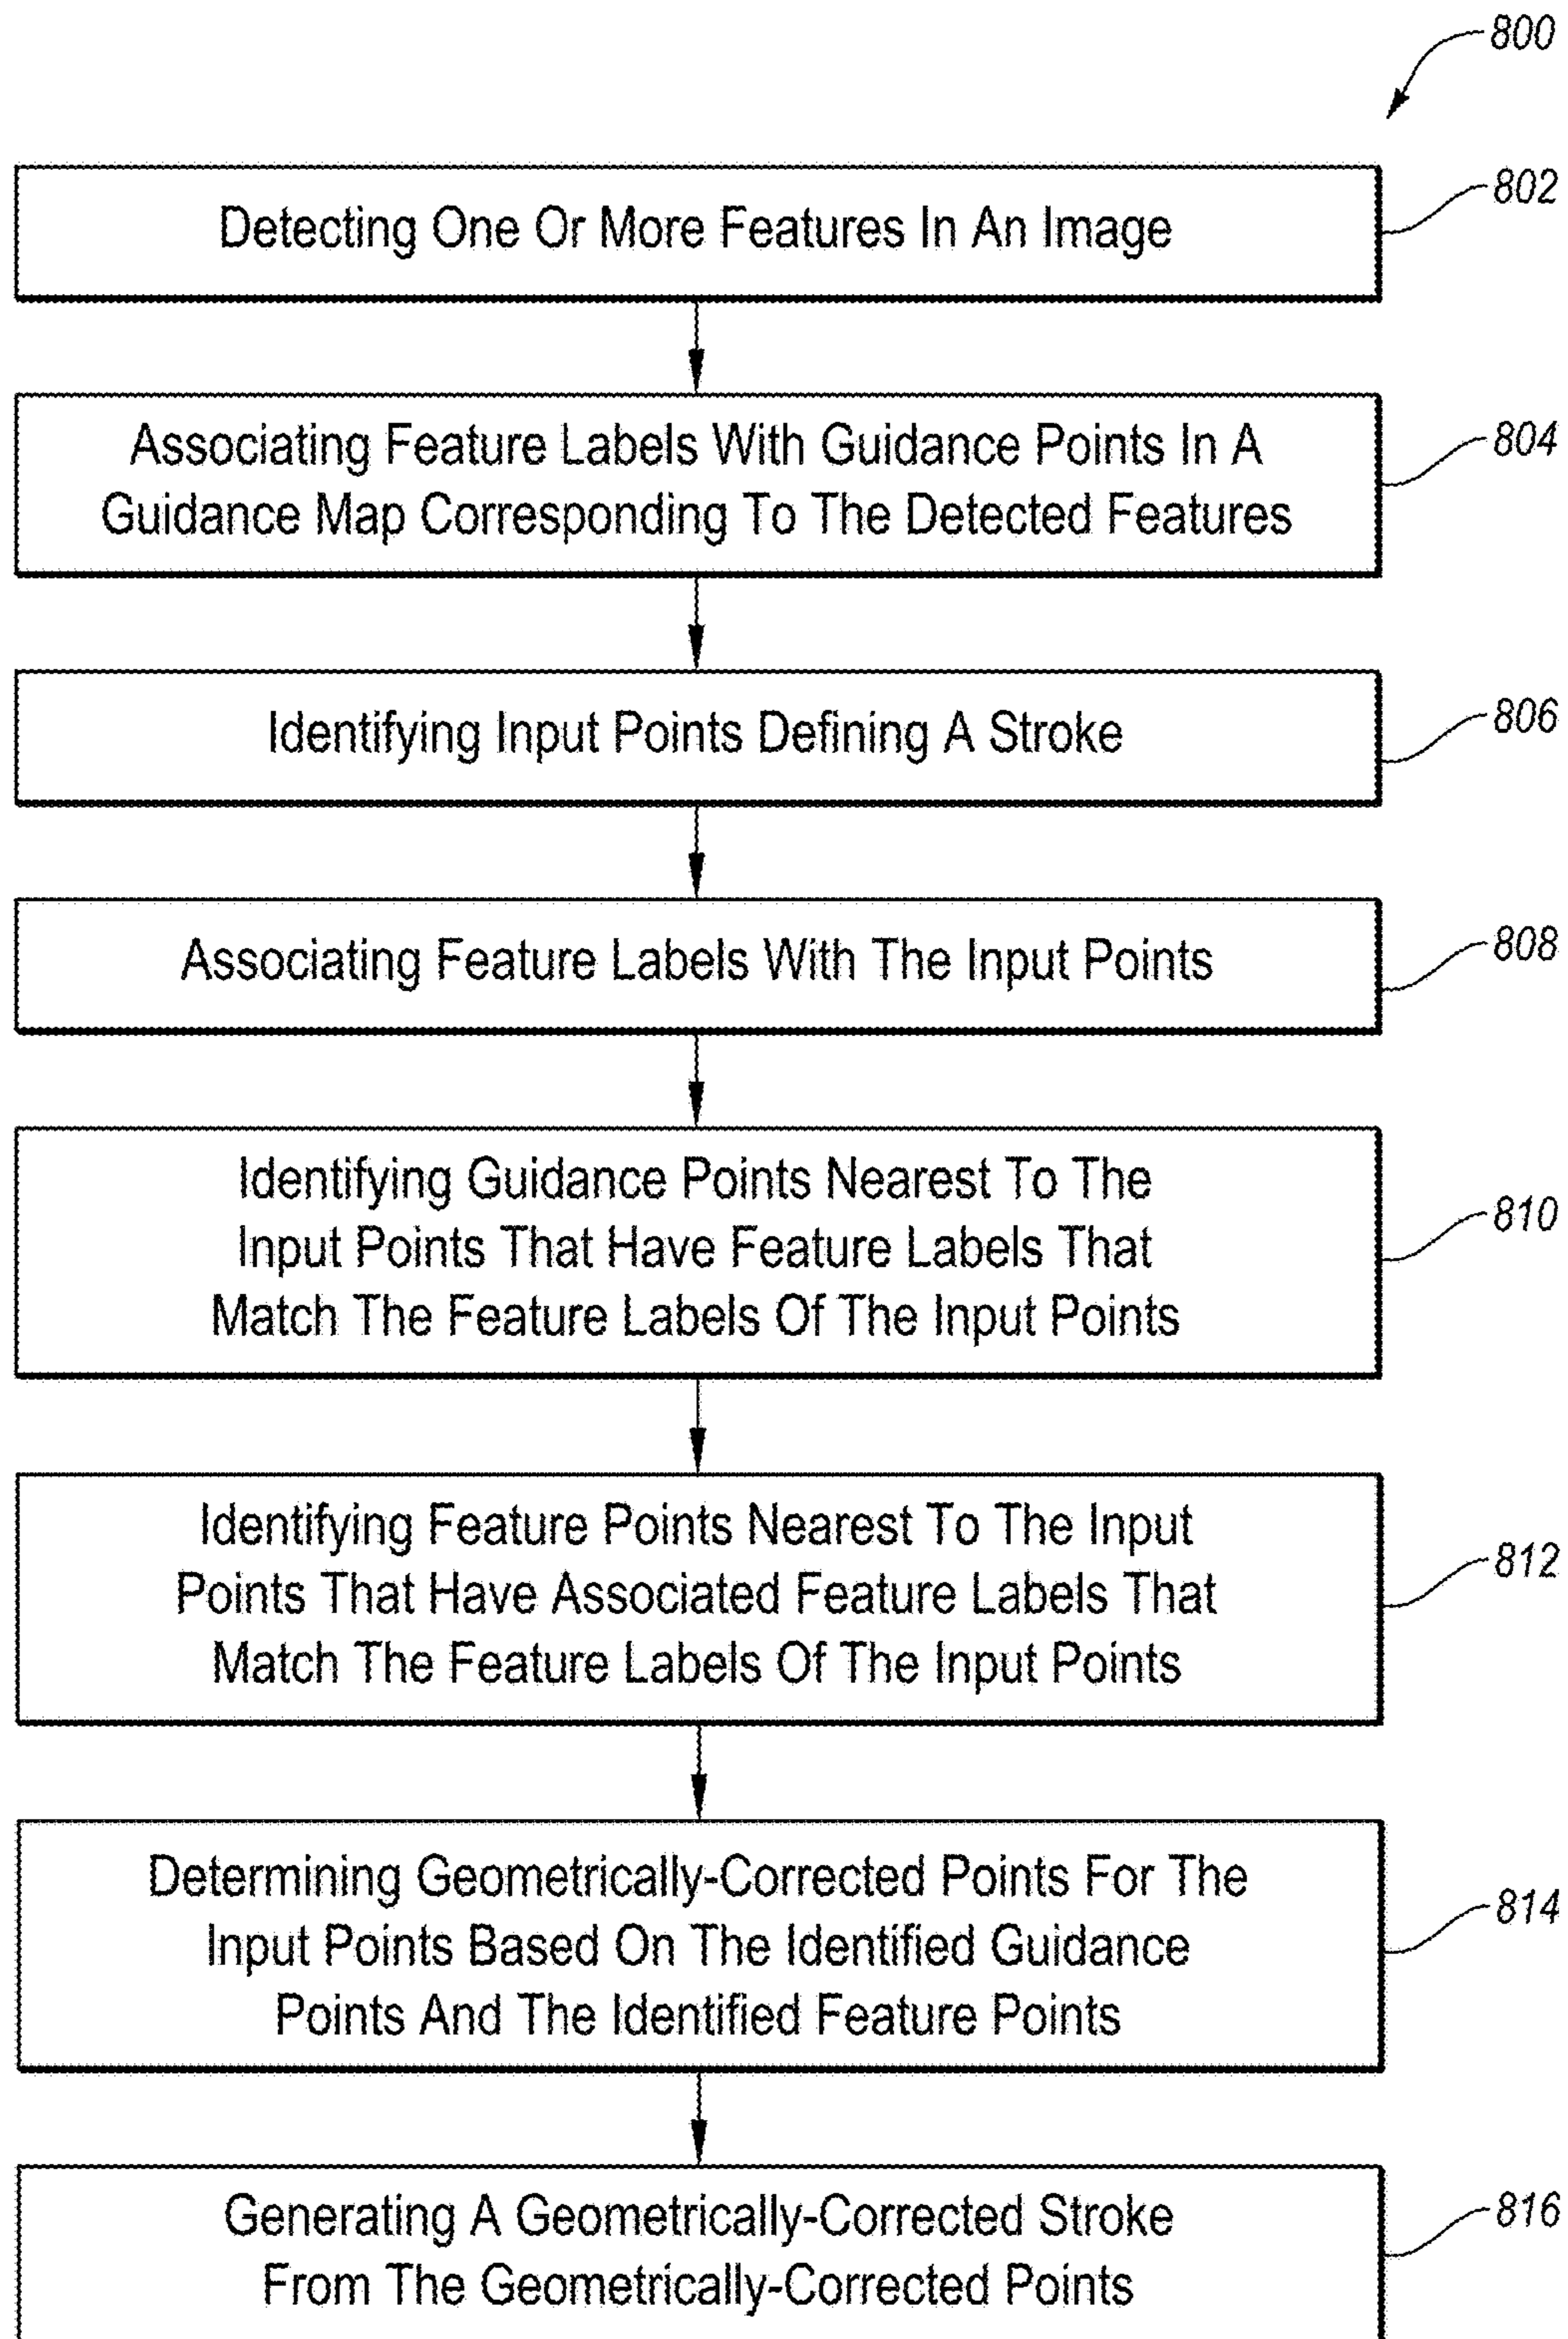 800
Detecting One Or More Features In An Image
802
Associating Feature Labels With Guidance Points In A
Guidance Map Corresponding To The Detected Features
804
Identifying Input Points Defining A Stroke
806
Associating Feature Labels With The Input Points
808
Identifying Guidance Points Nearest To The
Input Points That Have Feature Labels That
Match The Feature Labels Of The Input Points
810
Identifying Feature Points Nearest To The Input
Points That Have Associated Feature Labels That
Match The Feature Labels Of The Input Points
812
Determining Geometrically-Corrected Points For The
Input Points Based On The Identified Guidance
Points And The Identified Feature Points
814
Generating A Geometrically-Corrected Stroke
From The Geometrically-Corrected Points
816